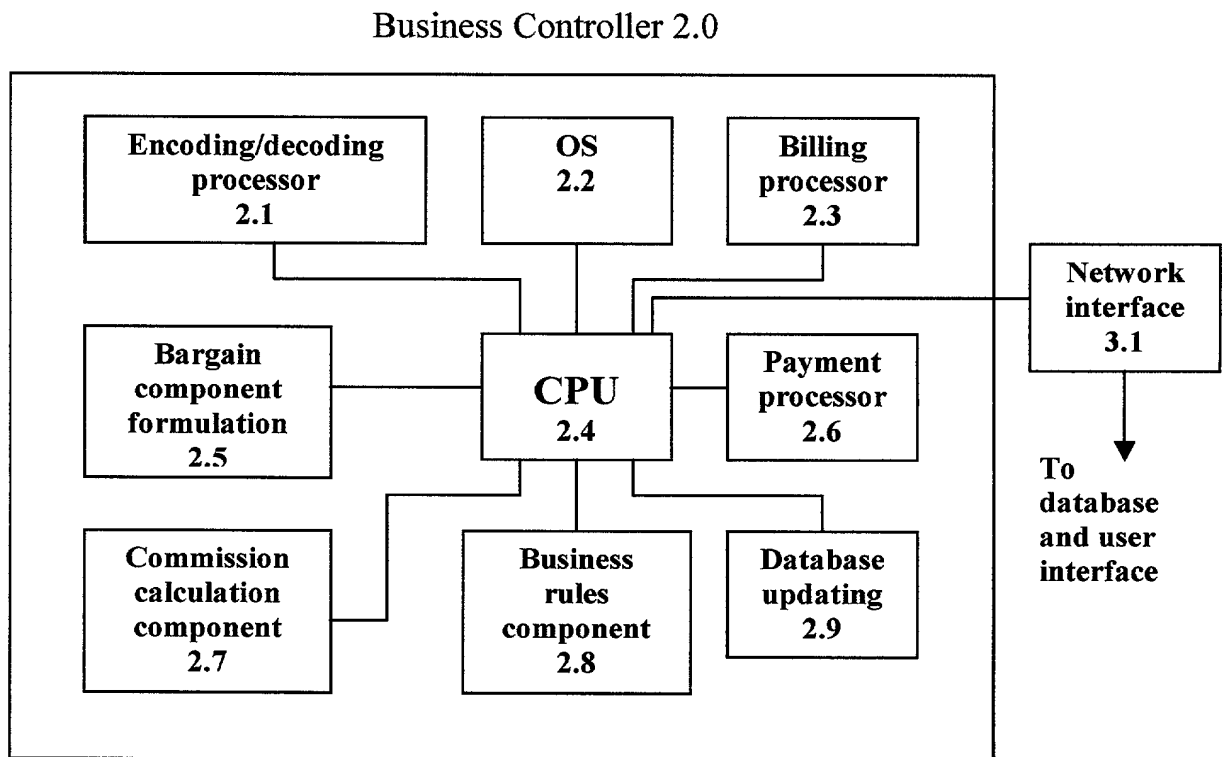 Business Controller 2.0
Encoding/decoding
processor
2.1
OS
2.2
Billing
processor
2.3
Network
interface
3.1
Bargain
component
formulation
2.5
CPU
2.4
Payment
processor
2.6
To
database
and user
interface
Commission
calculation
component
2.7
Business
rules
component
2.8
Database
updating
2.9